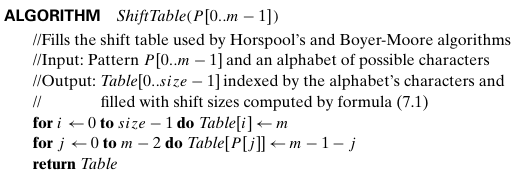 ALGORITHM ShiftTable(P[0..m − 1])
//Fills the shift table used by Horspool's and Boyer-Moore algorithms
//Input: Pattern P[0..m − 1] and an alphabet of possible characters
//Output: Table[0..size − 1] indexed by the alphabet's characters and
// filled with shift sizes computed by formula (7.1)
for i ← 0 to size − 1 do Table[i] ← m
for j ← 0 to m − 2 do Table[P[j]] ← m − 1 − j
return Table